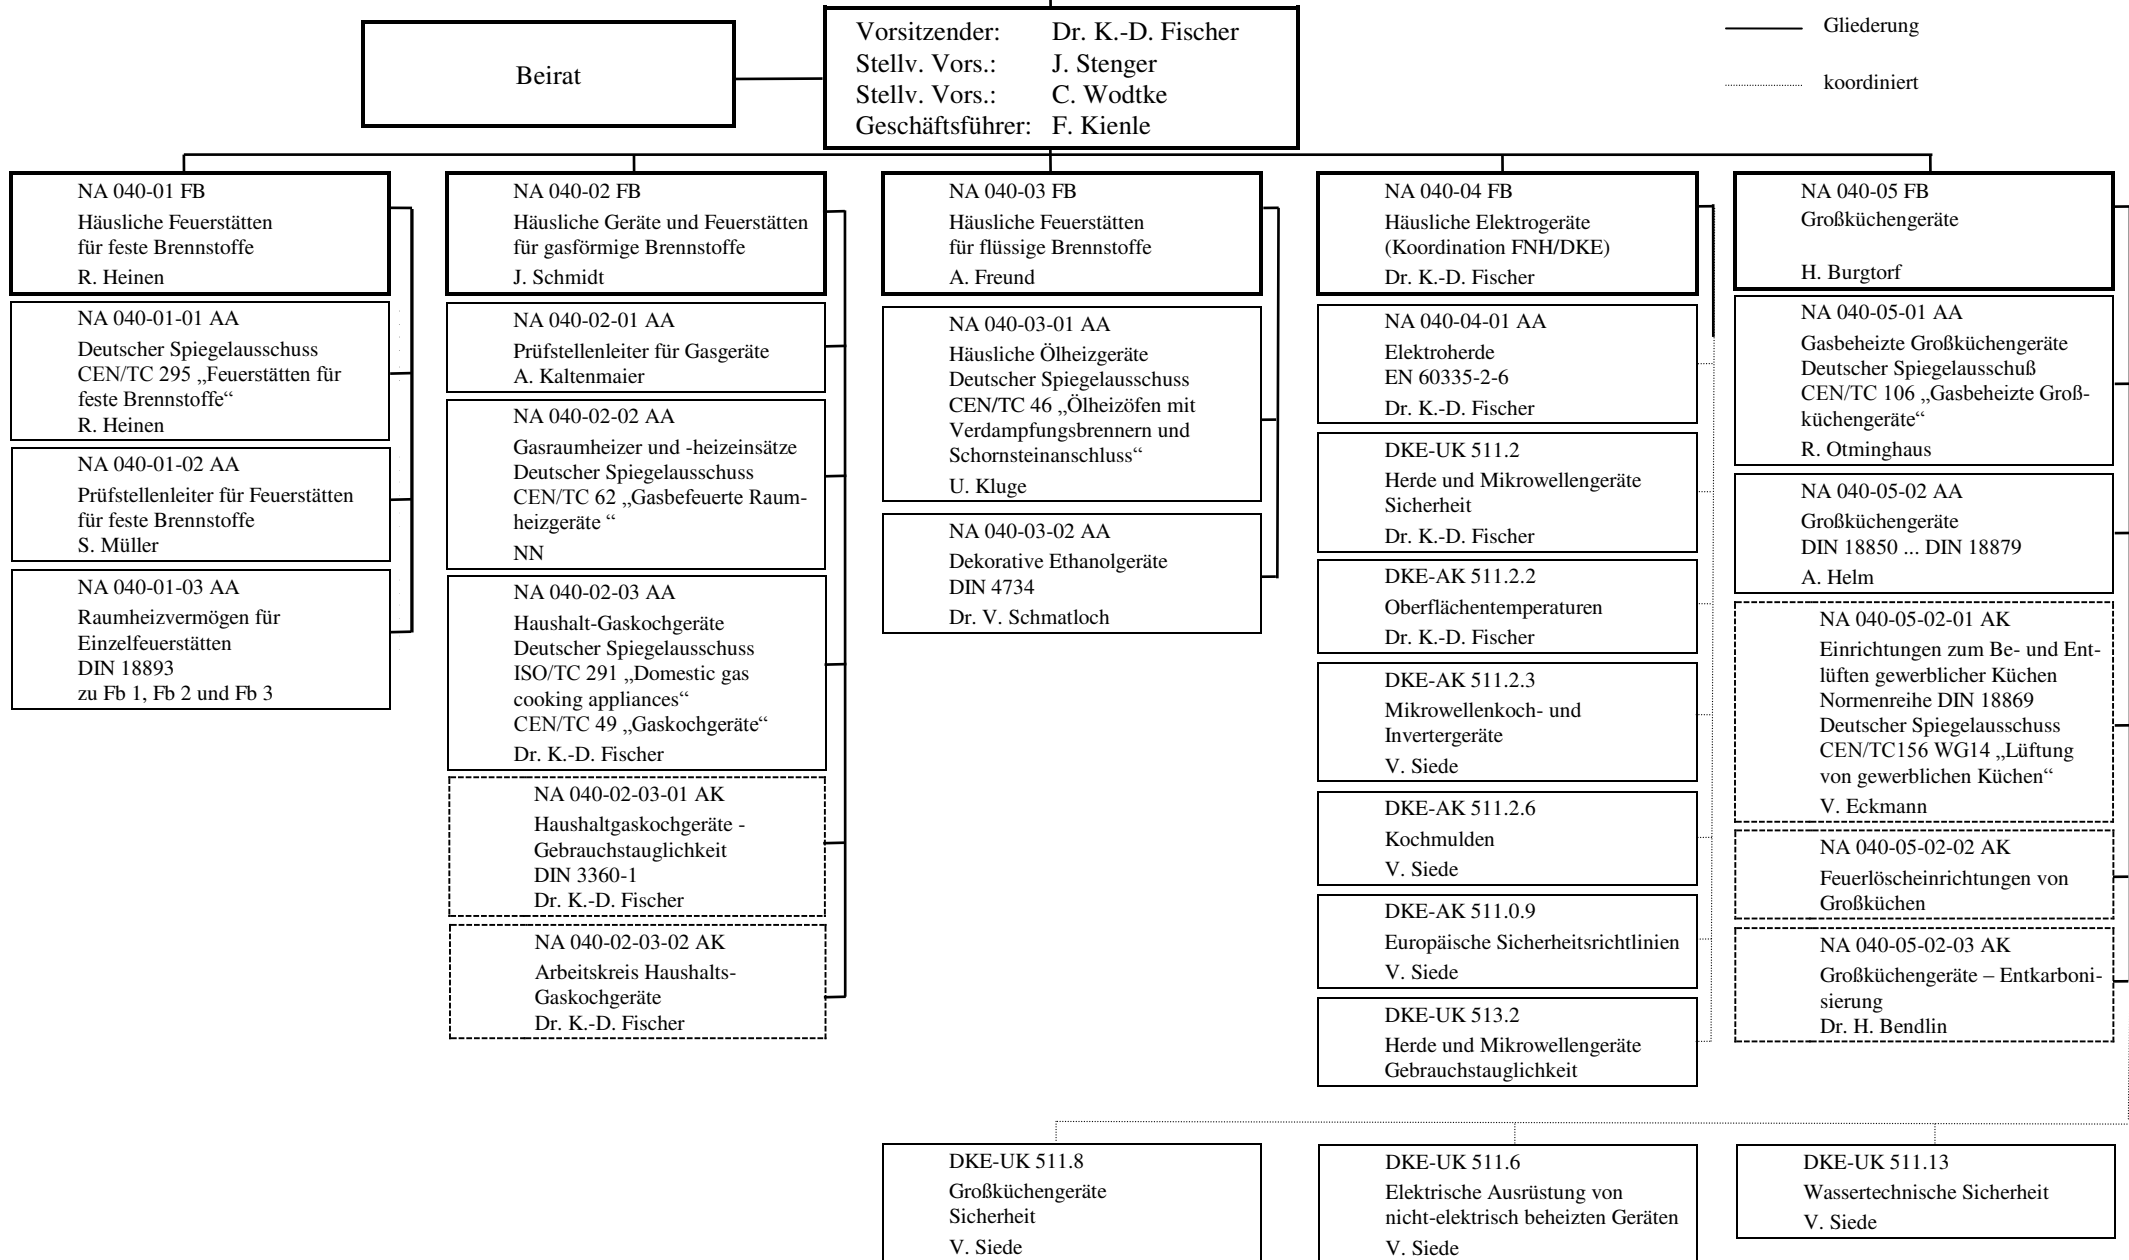 Beirat
Vorsitzender: Dr. K.-D. Fischer
Stellv. Vors.: J. Stenger
Stellv. Vors.: C. Wodtke
Geschäftsführer: F. Kienle
Gliederung
koordiniert
NA 040-01 FB
Häusliche Feuerstätten
für feste Brennstoffe
R. Heinen
NA 040-01-01 AA
Deutscher Spiegelausschuss
CEN/TC 295 „Feuerstätten für
feste Brennstoffe“
R. Heinen
NA 040-01-02 AA
Prüfstellenleiter für Feuerstätten
für feste Brennstoffe
S. Müller
NA 040-01-03 AA
Raumheizvermögen für
Einzelfeuerstätten
DIN 18893
zu Fb 1, Fb 2 und Fb 3
NA 040-02 FB
Häusliche Geräte und Feuerstätten
für gasförmige Brennstoffe
J. Schmidt
NA 040-02-01 AA
Prüfstellenleiter für Gasgeräte
A. Kaltenmaier
NA 040-02-02 AA
Gasraumheizer und -heizeinsätze
Deutscher Spiegelausschuss
CEN/TC 62 „Gasbefeuerte Raum-
heizgeräte “
NN
NA 040-02-03 AA
Haushalt-Gaskochgeräte
Deutscher Spiegelausschuss
ISO/TC 291 „Domestic gas
cooking appliances“
CEN/TC 49 „Gaskochgeräte“
Dr. K.-D. Fischer
NA 040-02-03-01 AK
Haushaltgaskochgeräte -
Gebrauchstauglichkeit
DIN 3360-1
Dr. K.-D. Fischer
NA 040-02-03-02 AK
Arbeitskreis Haushalts-
Gaskochgeräte
Dr. K.-D. Fischer
NA 040-03 FB
Häusliche Feuerstätten
für flüssige Brennstoffe
A. Freund
NA 040-03-01 AA
Häusliche Ölheizgeräte
Deutscher Spiegelausschuss
CEN/TC 46 „Ölheizöfen mit
Verdampfungsbrennern und
Schornsteinanschluss“
U. Kluge
NA 040-03-02 AA
Dekorative Ethanolgeräte
DIN 4734
Dr. V. Schmatloch
NA 040-04 FB
Häusliche Elektrogeräte
(Koordination FNH/DKE)
Dr. K.-D. Fischer
NA 040-04-01 AA
Elektroherde
EN 60335-2-6
Dr. K.-D. Fischer
DKE-UK 511.2
Herde und Mikrowellengeräte
Sicherheit
Dr. K.-D. Fischer
DKE-AK 511.2.2
Oberflächentemperaturen
Dr. K.-D. Fischer
DKE-AK 511.2.3
Mikrowellenkoch- und
Invertergeräte
V. Siede
DKE-AK 511.2.6
Kochmulden
V. Siede
DKE-AK 511.0.9
Europäische Sicherheitsrichtlinien
V. Siede
DKE-UK 513.2
Herde und Mikrowellengeräte
Gebrauchstauglichkeit
NA 040-05 FB
Großküchengeräte
H. Burgtorf
NA 040-05-01 AA
Gasbeheizte Großküchengeräte
Deutscher Spiegelausschuß
CEN/TC 106 „Gasbeheizte Groß-
küchengeräte“
R. Otminghaus
NA 040-05-02 AA
Großküchengeräte
DIN 18850 ... DIN 18879
A. Helm
NA 040-05-02-01 AK
Einrichtungen zum Be- und Ent-
lüften gewerblicher Küchen
Normenreihe DIN 18869
Deutscher Spiegelausschuss
CEN/TC156 WG14 „Lüftung
von gewerblichen Küchen“
V. Eckmann
NA 040-05-02-02 AK
Feuerlöscheinrichtungen von
Großküchen
NA 040-05-02-03 AK
Großküchengeräte – Entkarboni-
sierung
Dr. H. Bendlin
DKE-UK 511.8
Großküchengeräte
Sicherheit
V. Siede
DKE-UK 511.6
Elektrische Ausrüstung von
nicht-elektrisch beheizten Geräten
V. Siede
DKE-UK 511.13
Wassertechnische Sicherheit
V. Siede